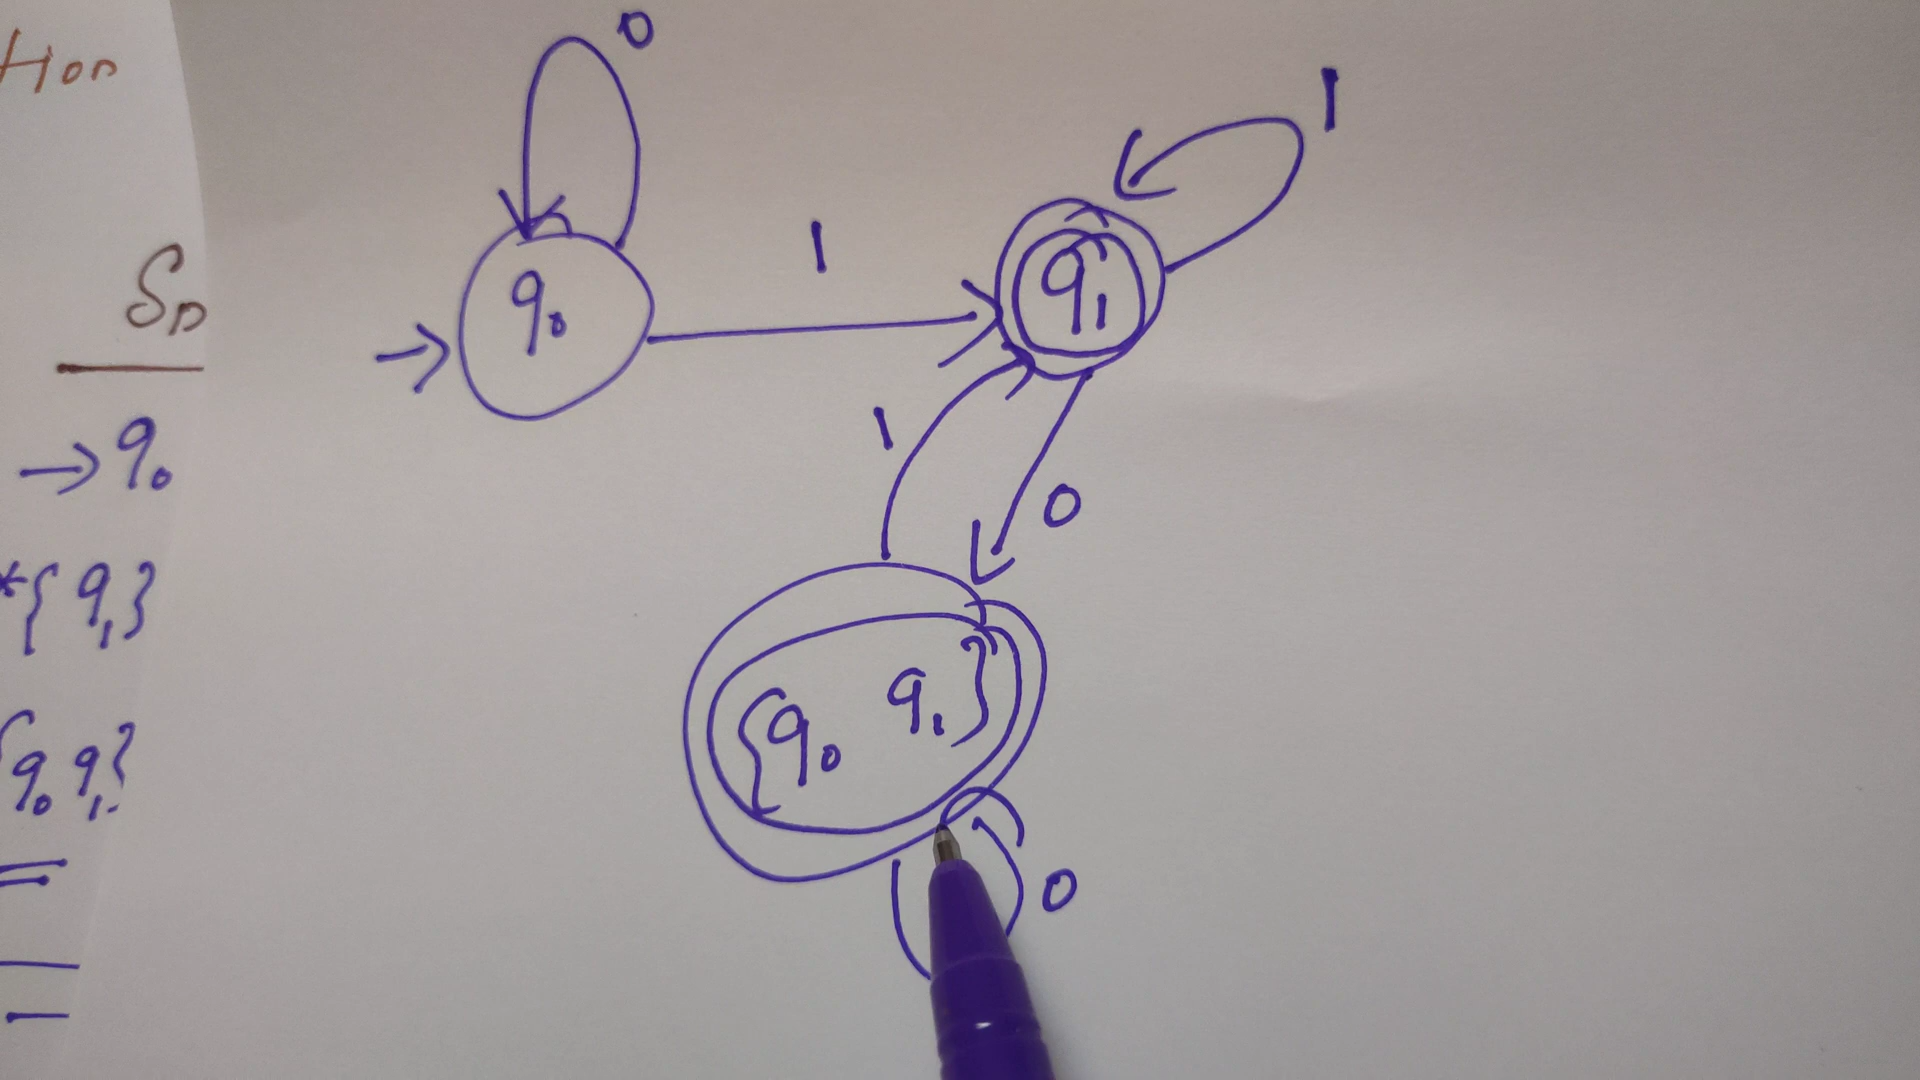 tion
δD
→ q0
* { q1 }
{ q0 q1 }
0
1
1
→ q0
q1
1
0
{ q0 q1 }
0